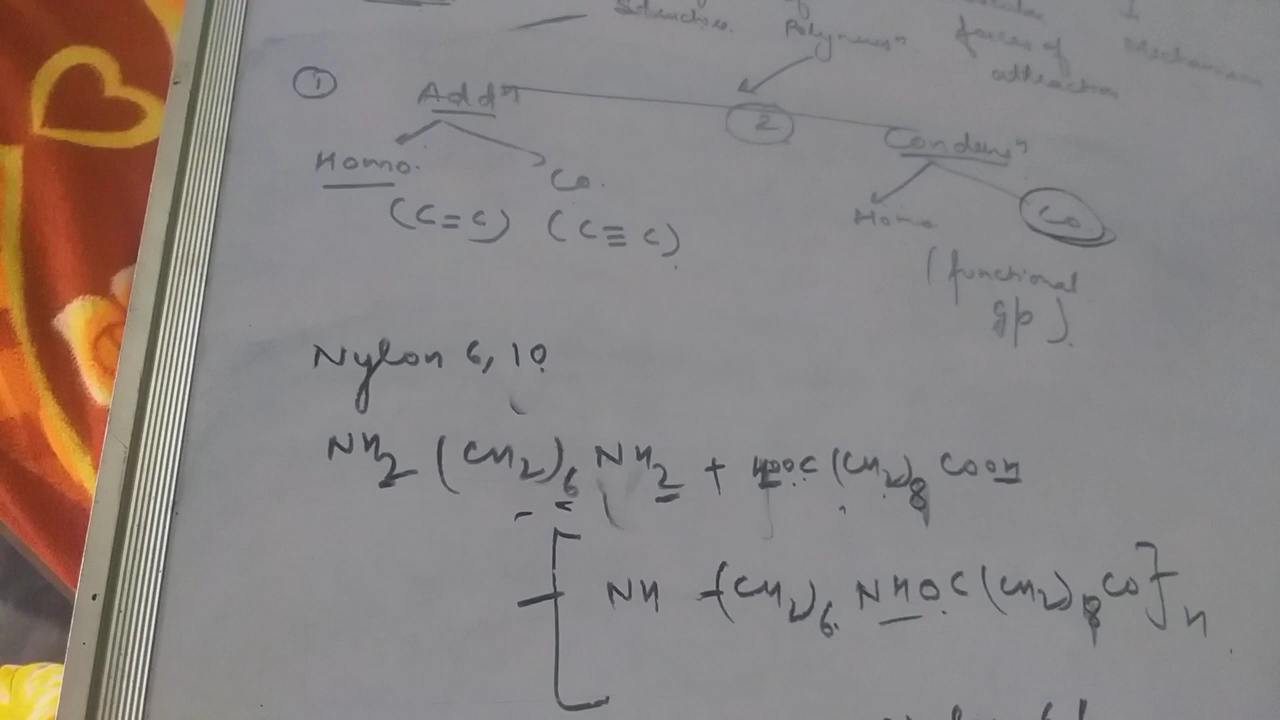 Structure. Polymersⁿ forces of Mechanism
attraction
① Addⁿ ② Condensⁿ
Homo. Co. Homo Co
(C=C) (C≡C) (functional
gp).
Nylon 6, 10
NH₂ (CH₂)₆ NH₂ + HOOC (CH₂)₈ COOH
[ NH (CH₂)₆ NHOC (CH₂)₈ CO ]n